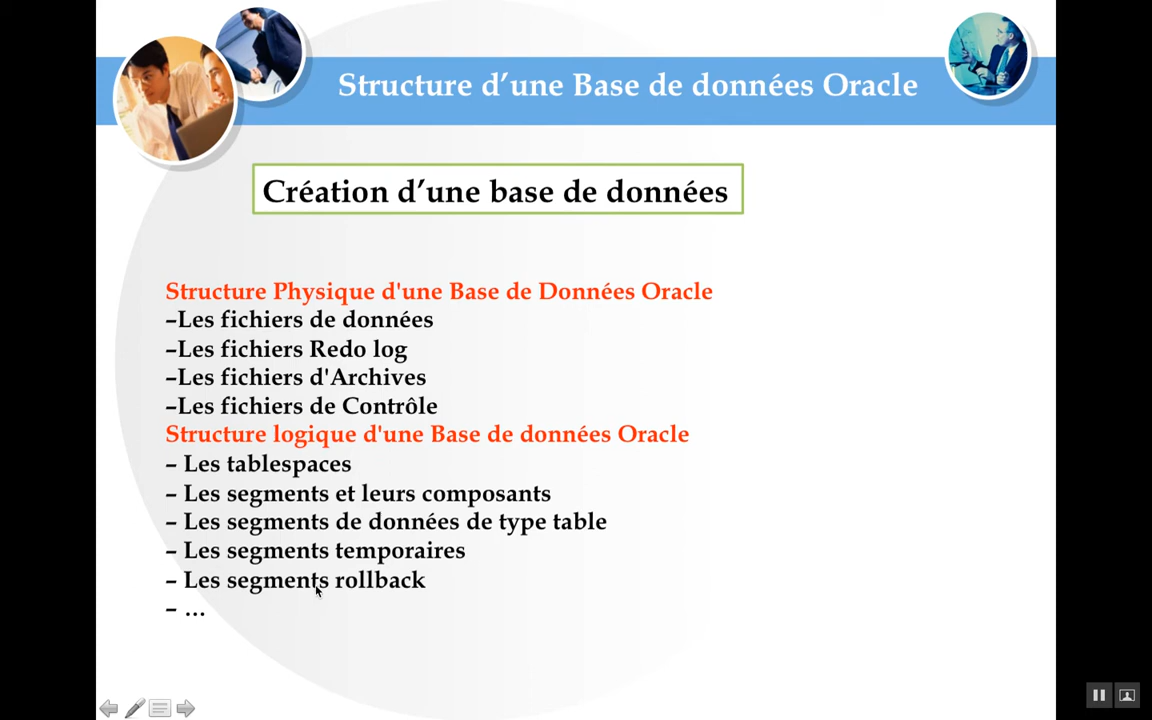 Structure d’une Base de données Oracle
Création d’une base de données
Structure Physique d'une Base de Données Oracle
–Les fichiers de données
–Les fichiers Redo log
–Les fichiers d'Archives
–Les fichiers de Contrôle
Structure logique d'une Base de données Oracle
– Les tablespaces
– Les segments et leurs composants
– Les segments de données de type table
– Les segments temporaires
– Les segments rollback
– …